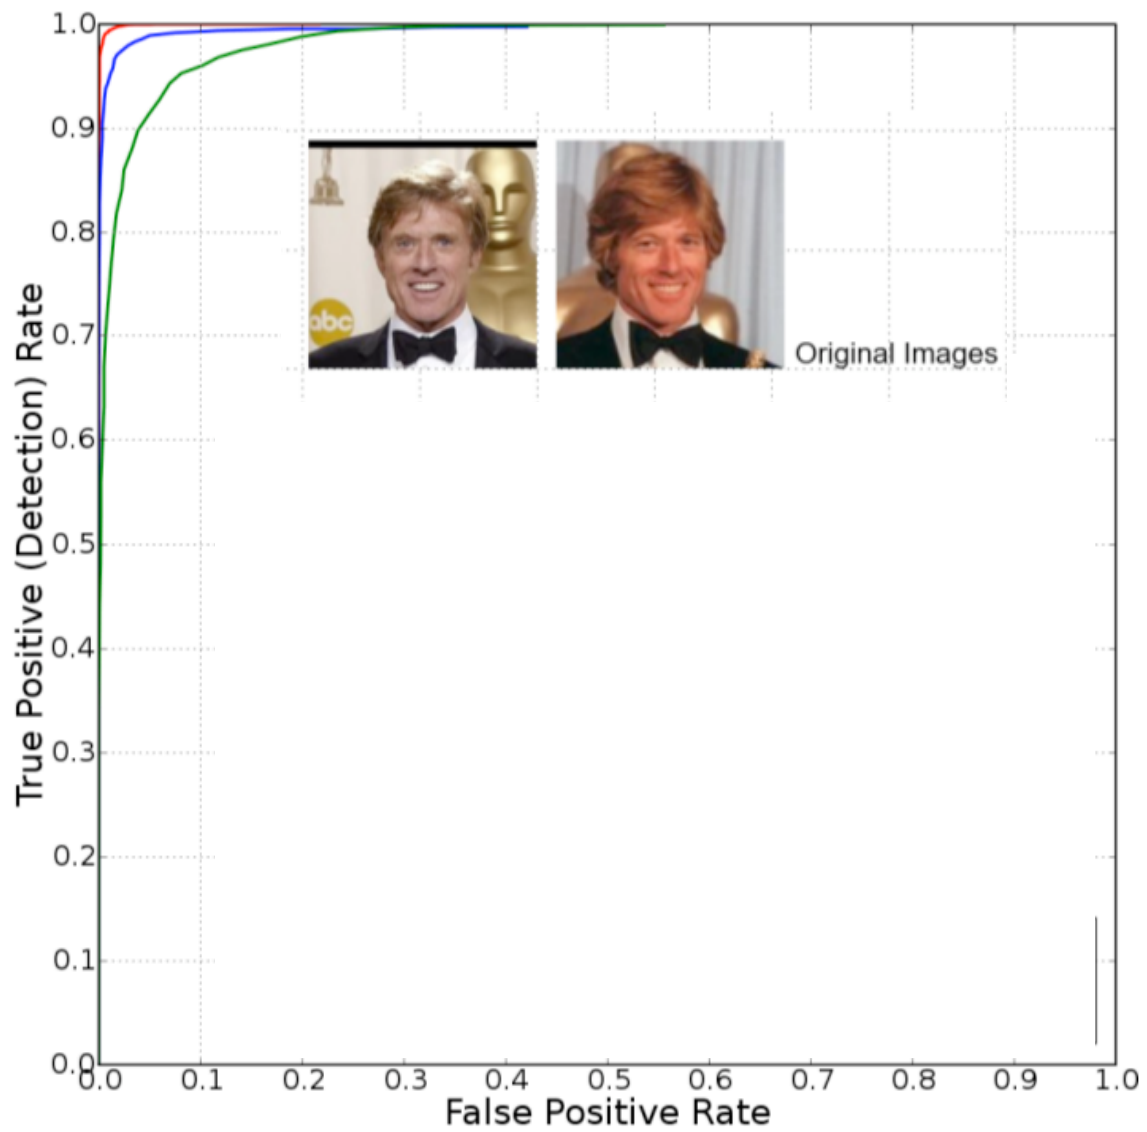 1.0
0.9
0.8
0.7
0.6
0.5
0.4
0.3
0.2
0.1
0.0
True Positive (Detection) Rate
abc
Original Images
0.0 0.1 0.2 0.3 0.4 0.5 0.6 0.7 0.8 0.9 1.0
False Positive Rate